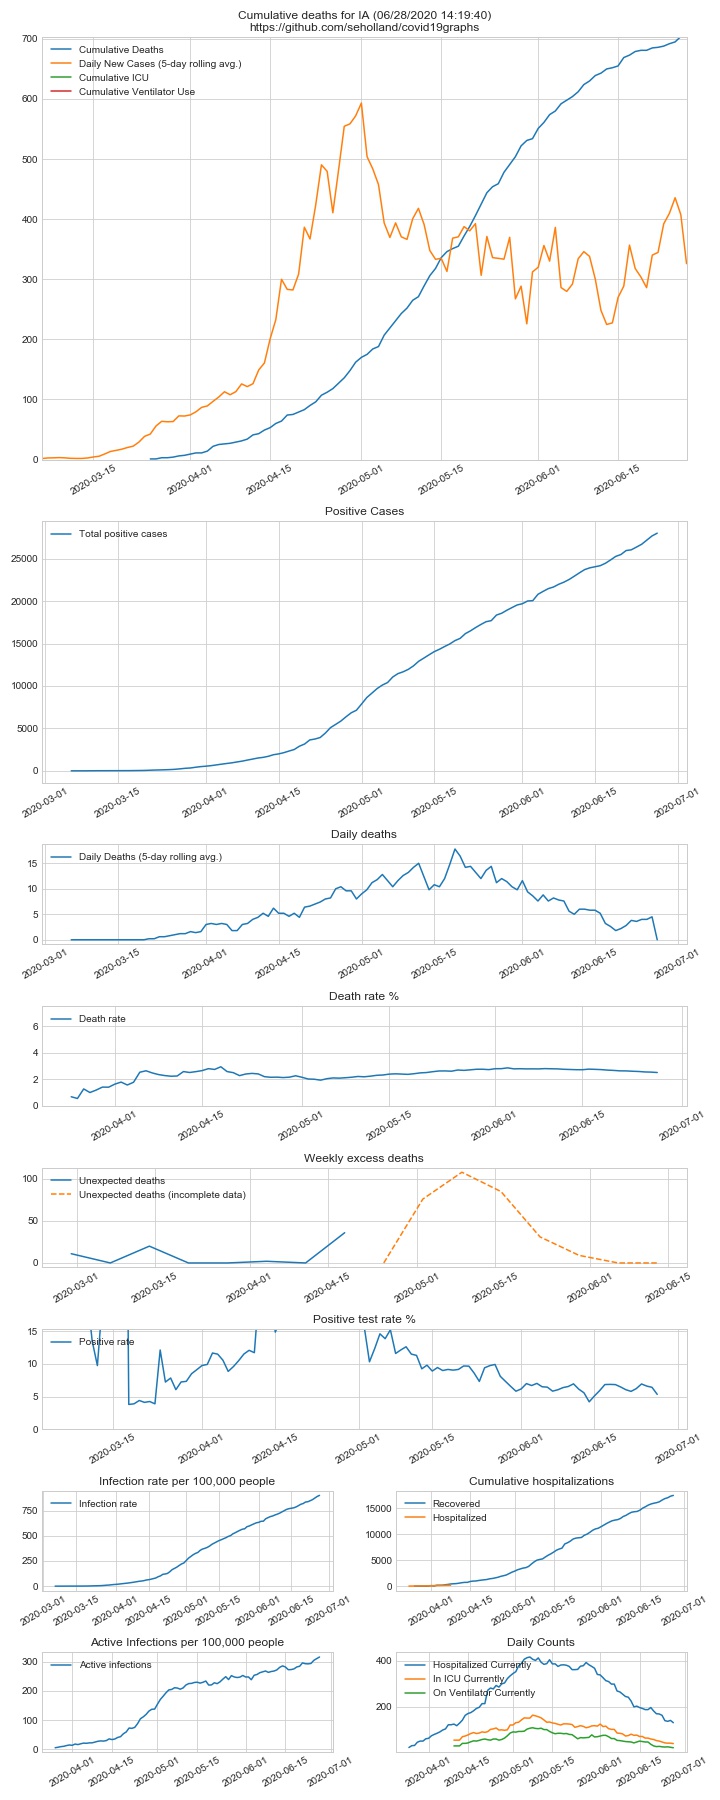 Cumulative deaths for IA (06/28/2020 14:19:40)
https://github.com/seholland/covid19graphs
Cumulative Deaths
Daily New Cases (5-day rolling avg.)
Cumulative ICU
Cumulative Ventilator Use
700
600
500
400
300
200
100
0
2020-03-15 2020-04-01 2020-04-15 2020-05-01 2020-05-15 2020-06-01 2020-06-15
Positive Cases
Total positive cases
25000
20000
15000
10000
5000
0
2020-03-01 2020-03-15 2020-04-01 2020-04-15 2020-05-01 2020-05-15 2020-06-01 2020-06-15 2020-07-01
Daily deaths
Daily Deaths (5-day rolling avg.)
15
10
5
0
2020-03-01 2020-03-15 2020-04-01 2020-04-15 2020-05-01 2020-05-15 2020-06-01 2020-06-15 2020-07-01
Death rate %
Death rate
6
4
2
0
2020-04-01 2020-04-15 2020-05-01 2020-05-15 2020-06-01 2020-06-15 2020-07-01
Weekly excess deaths
Unexpected deaths
Unexpected deaths (incomplete data)
100
50
0
2020-03-01 2020-03-15 2020-04-01 2020-04-15 2020-05-01 2020-05-15 2020-06-01 2020-06-15
Positive test rate %
Positive rate
15
10
5
0
2020-03-15 2020-04-01 2020-04-15 2020-05-01 2020-05-15 2020-06-01 2020-06-15 2020-07-01
Infection rate per 100,000 people
Infection rate
750
500
250
0
2020-03-01 2020-03-15 2020-04-01 2020-04-15 2020-05-01 2020-05-15 2020-06-01 2020-06-15 2020-07-01
Cumulative hospitalizations
Recovered
Hospitalized
15000
10000
5000
0
2020-04-01 2020-04-15 2020-05-01 2020-05-15 2020-06-01 2020-06-15 2020-07-01
Active Infections per 100,000 people
Active infections
300
200
100
0
2020-04-01 2020-04-15 2020-05-01 2020-05-15 2020-06-01 2020-06-15 2020-07-01
Daily Counts
Hospitalized Currently
In ICU Currently
On Ventilator Currently
400
200
2020-04-01 2020-04-15 2020-05-01 2020-05-15 2020-06-01 2020-06-15 2020-07-01